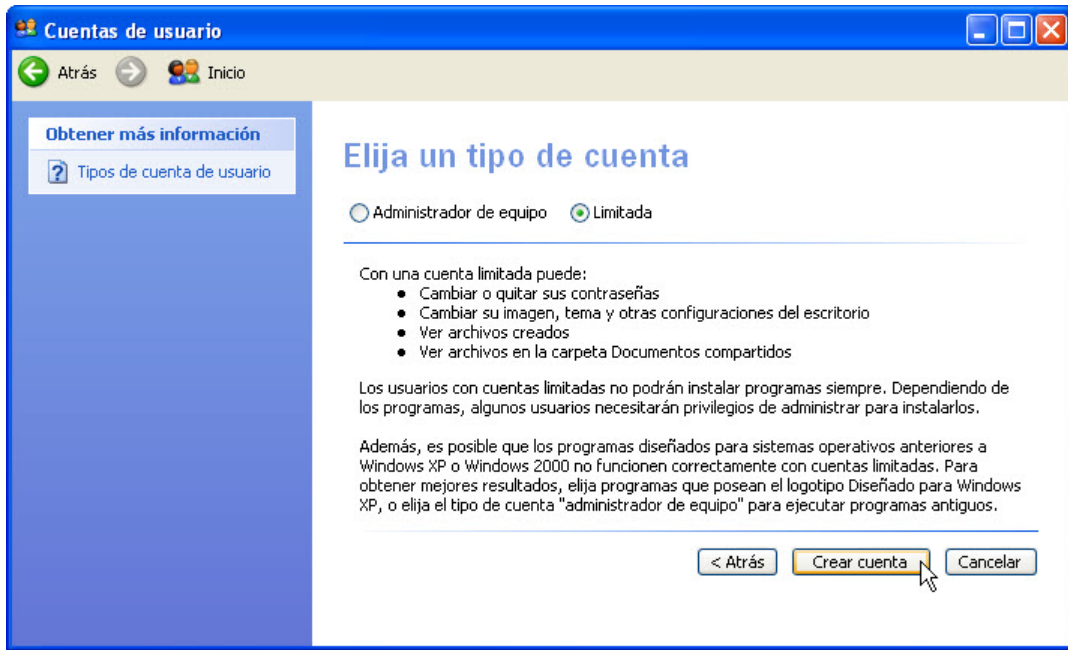 Cuentas de usuario
Atrás Inicio
Obtener más información
Tipos de cuenta de usuario
Elija un tipo de cuenta
Administrador de equipo Limitada
Con una cuenta limitada puede:
● Cambiar o quitar sus contraseñas
● Cambiar su imagen, tema y otras configuraciones del escritorio
● Ver archivos creados
● Ver archivos en la carpeta Documentos compartidos
Los usuarios con cuentas limitadas no podrán instalar programas siempre. Dependiendo de
los programas, algunos usuarios necesitarán privilegios de administrar para instalarlos.
Además, es posible que los programas diseñados para sistemas operativos anteriores a
Windows XP o Windows 2000 no funcionen correctamente con cuentas limitadas. Para
obtener mejores resultados, elija programas que posean el logotipo Diseñado para Windows
XP, o elija el tipo de cuenta "administrador de equipo" para ejecutar programas antiguos.
< Atrás Crear cuenta Cancelar